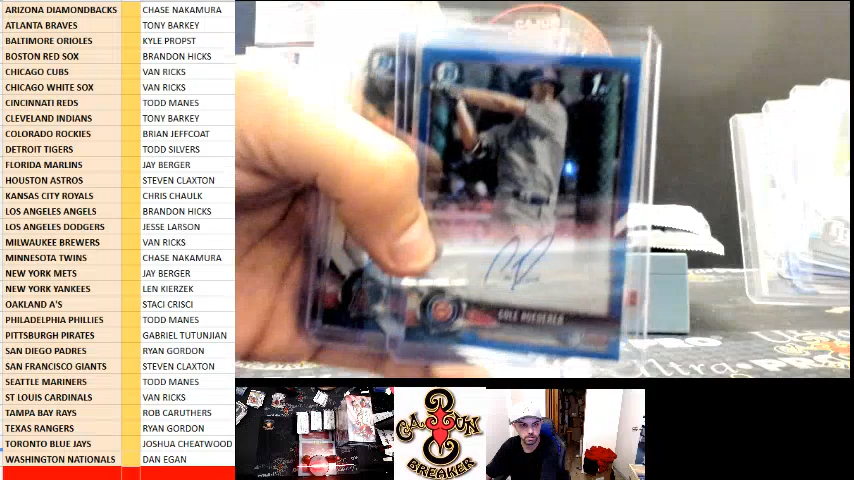 ARIZONA DIAMONDBACKS CHASE NAKAMURA
ATLANTA BRAVES TONY BARKEY
BALTIMORE ORIOLES KYLE PROPST
BOSTON RED SOX BRANDON HICKS
CHICAGO CUBS VAN RICKS
CHICAGO WHITE SOX VAN RICKS
CINCINNATI REDS TODD MANES
CLEVELAND INDIANS TONY BARKEY
COLORADO ROCKIES BRIAN JEFFCOAT
DETROIT TIGERS TODD SILVERS
FLORIDA MARLINS JAY BERGER
HOUSTON ASTROS STEVEN CLAXTON
KANSAS CITY ROYALS CHRIS CHAULK
LOS ANGELES ANGELS BRANDON HICKS
LOS ANGELES DODGERS JESSE LARSON
MILWAUKEE BREWERS VAN RICKS
MINNESOTA TWINS CHASE NAKAMURA
NEW YORK METS JAY BERGER
NEW YORK YANKEES LEN KIERZEK
OAKLAND A'S STACI CRISCI
PHILADELPHIA PHILLIES TODD MANES
PITTSBURGH PIRATES GABRIEL TUTUNJIAN
SAN DIEGO PADRES RYAN GORDON
SAN FRANCISCO GIANTS STEVEN CLAXTON
SEATTLE MARINERS TODD MANES
ST LOUIS CARDINALS VAN RICKS
TAMPA BAY RAYS ROB CARUTHERS
TEXAS RANGERS RYAN GORDON
TORONTO BLUE JAYS JOSHUA CHEATWOOD
WASHINGTON NATIONALS DAN EGAN
1st
COLE ROEDERER
CAJUN
BREAKER